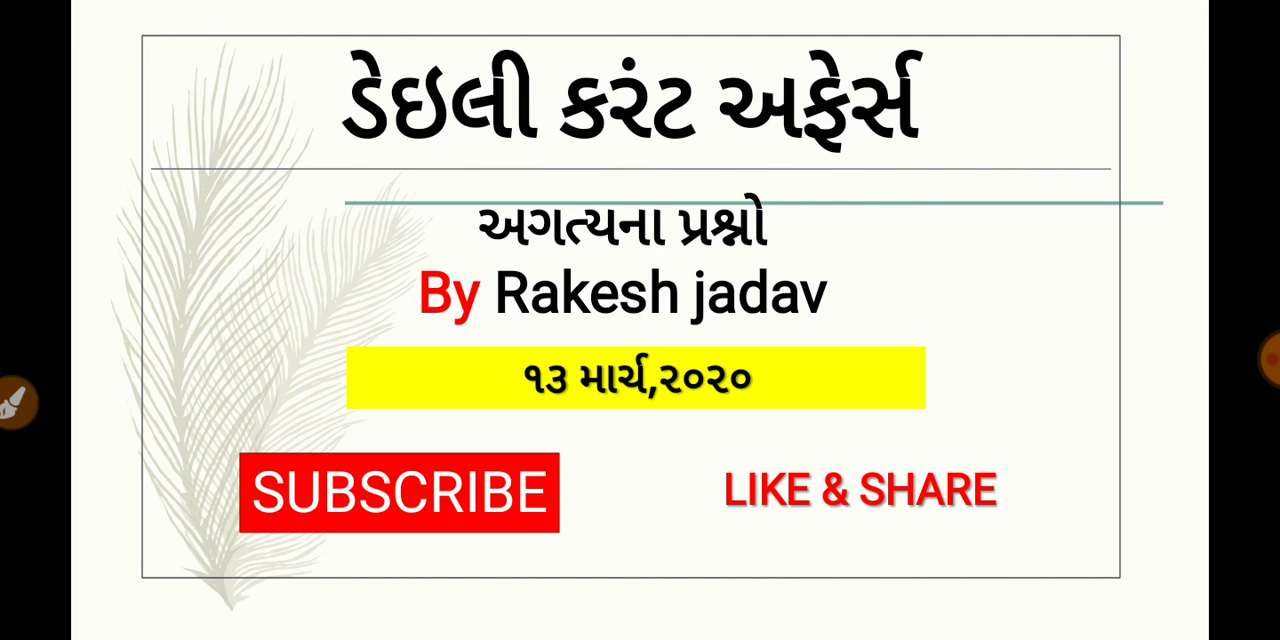 ડેઇલી કરંટ અફેર્સ
અગત્યના પ્રશ્નો
By Rakesh jadav
૧૩ માર્ચ,૨૦૨૦
SUBSCRIBE
LIKE & SHARE